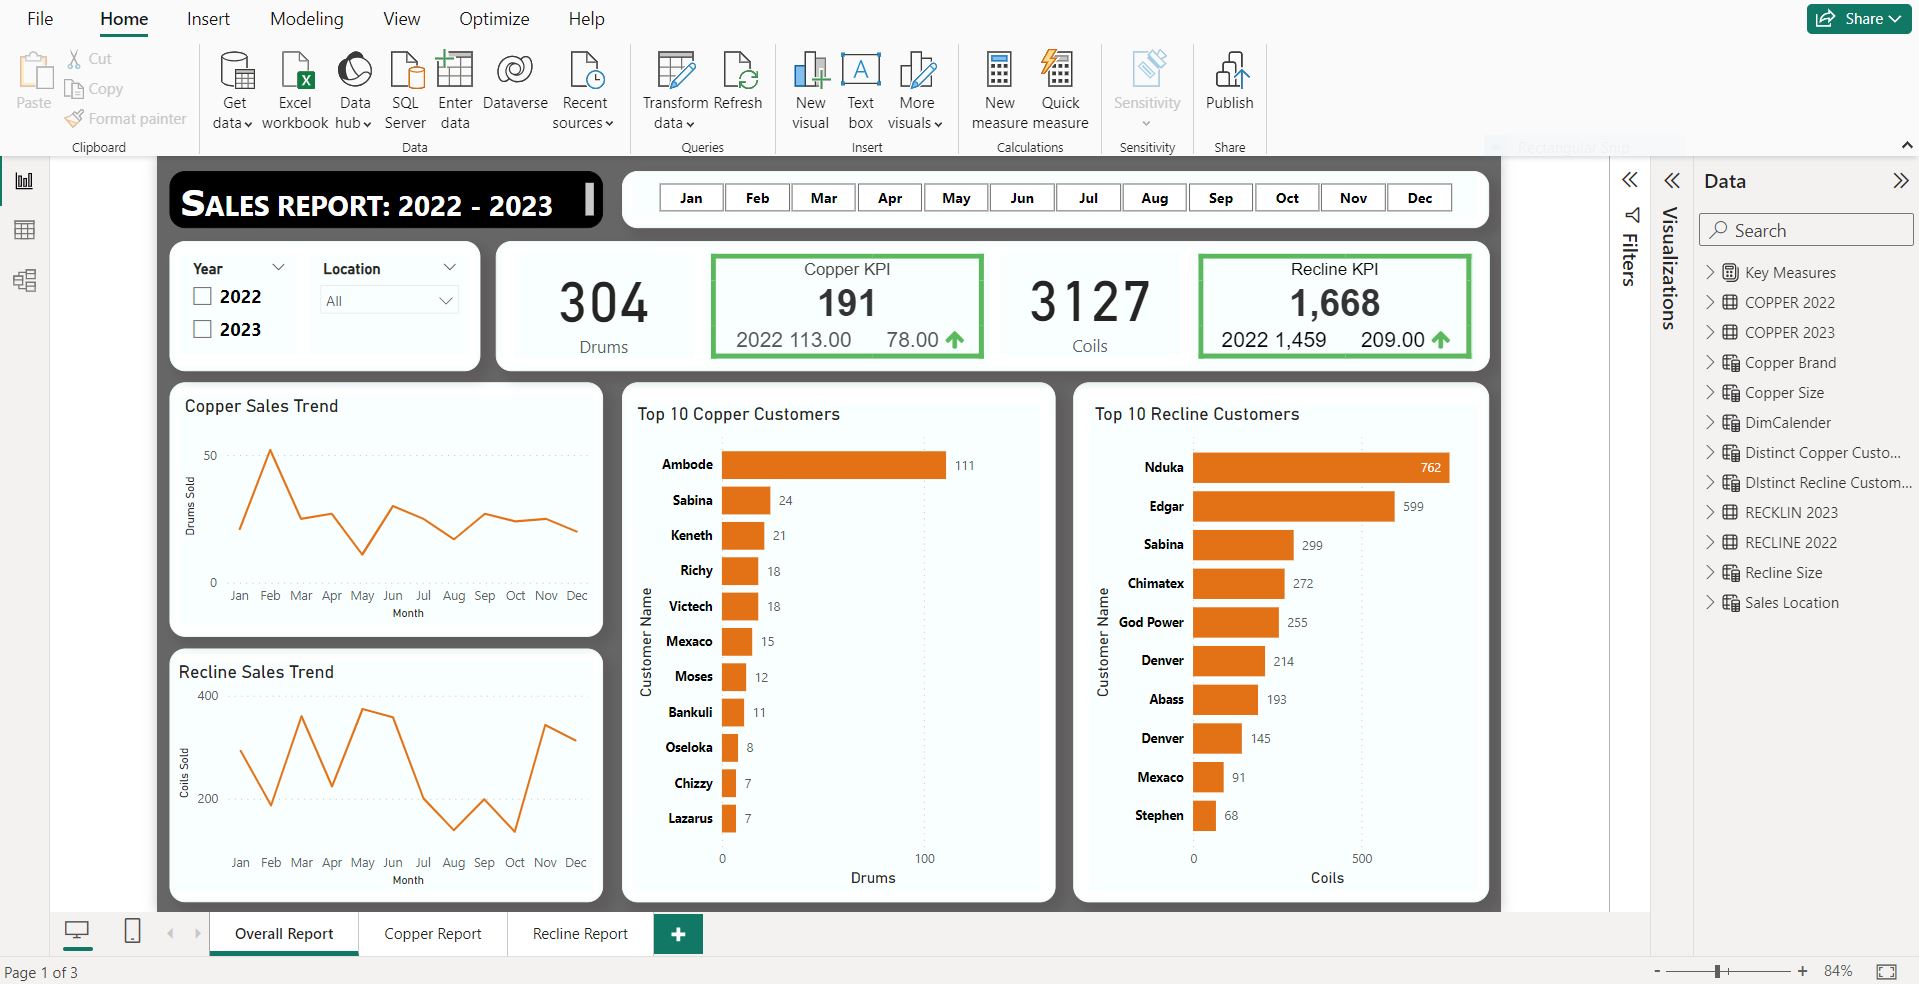 File Home Insert Modeling View Optimize Help
Share
Paste
Cut
Copy
Format painter
Clipboard
Get data
Excel workbook
Data hub
SQL Server
Enter data
Dataverse
Recent sources
Data
Transform data
Refresh
Queries
New visual
Text box
More visuals
Insert
New measure
Quick measure
Calculations
Sensitivity
Sensitivity
Publish
Share
Rectangular Snip
SALES REPORT: 2022 - 2023
Jan Feb Mar Apr May Jun Jul Aug Sep Oct Nov Dec
Year
2022
2023
Location
All
304
Drums
Copper KPI
191
2022 113.00 78.00
3127
Coils
Recline KPI
1,668
2022 1,459 209.00
Copper Sales Trend
Drums Sold
50
0
Jan Feb Mar Apr May Jun Jul Aug Sep Oct Nov Dec
Month
Recline Sales Trend
Coils Sold
400
200
Jan Feb Mar Apr May Jun Jul Aug Sep Oct Nov Dec
Month
Top 10 Copper Customers
Customer Name
Ambode 111
Sabina 24
Keneth 21
Richy 18
Victech 18
Mexaco 15
Moses 12
Bankuli 11
Oseloka 8
Chizzy 7
Lazarus 7
0 100
Drums
Top 10 Recline Customers
Customer Name
Nduka 762
Edgar 599
Sabina 299
Chimatex 272
God Power 255
Denver 214
Abass 193
Denver 145
Mexaco 91
Stephen 68
0 500
Coils
Filters
Visualizations
Data
Search
Key Measures
COPPER 2022
COPPER 2023
Copper Brand
Copper Size
DimCalender
Distinct Copper Custo...
DIstinct Recline Custom...
RECKLIN 2023
RECLINE 2022
Recline Size
Sales Location
Overall Report Copper Report Recline Report +
Page 1 of 3
- + 84%